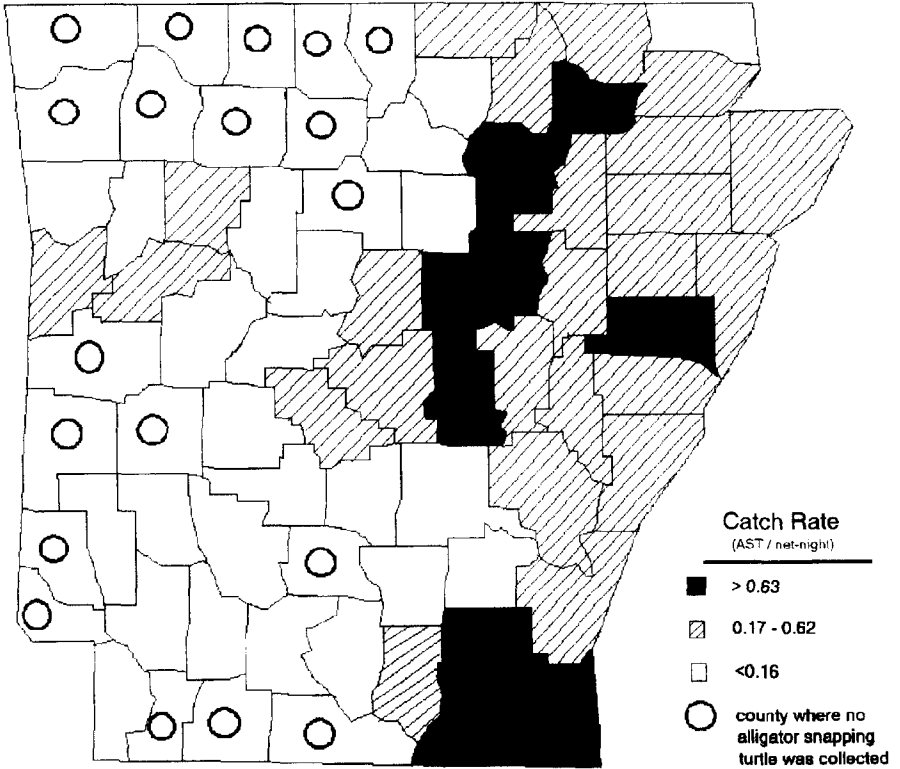 Catch Rate
(AST / net-night)
> 0.63
0.17 - 0.62
<0.16
county where no
alligator snapping
turtle was collected